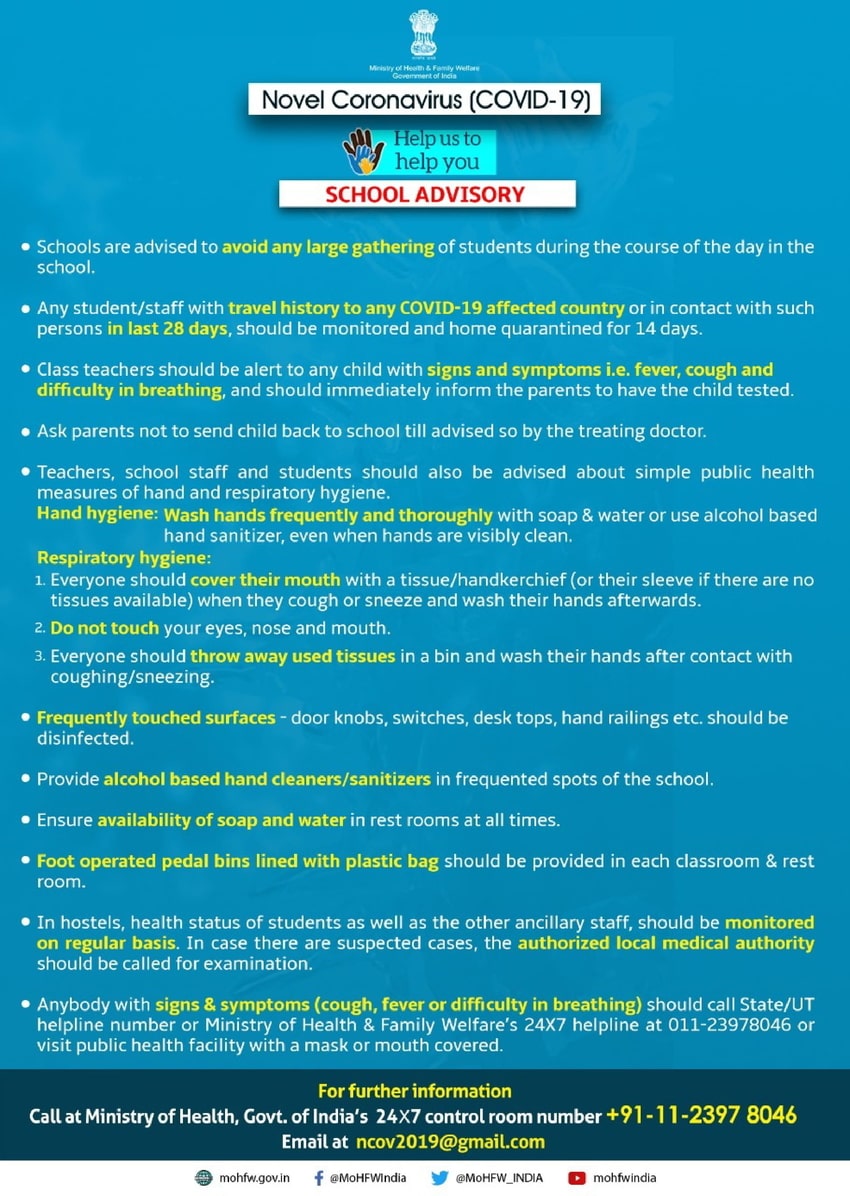 Ministry of Health & Family Welfare
Government of India
Novel Coronavirus (COVID-19)
Help us to
help you
SCHOOL ADVISORY
• Schools are advised to avoid any large gathering of students during the course of the day in the
school.
• Any student/staff with travel history to any COVID-19 affected country or in contact with such
persons in last 28 days, should be monitored and home quarantined for 14 days.
• Class teachers should be alert to any child with signs and symptoms i.e. fever, cough and
difficulty in breathing, and should immediately inform the parents to have the child tested.
• Ask parents not to send child back to school till advised so by the treating doctor.
• Teachers, school staff and students should also be advised about simple public health
measures of hand and respiratory hygiene.
Hand hygiene: Wash hands frequently and thoroughly with soap & water or use alcohol based
hand sanitizer, even when hands are visibly clean.
Respiratory hygiene:
1. Everyone should cover their mouth with a tissue/handkerchief (or their sleeve if there are no
tissues available) when they cough or sneeze and wash their hands afterwards.
2. Do not touch your eyes, nose and mouth.
3. Everyone should throw away used tissues in a bin and wash their hands after contact with
coughing/sneezing.
• Frequently touched surfaces - door knobs, switches, desk tops, hand railings etc. should be
disinfected.
• Provide alcohol based hand cleaners/sanitizers in frequented spots of the school.
• Ensure availability of soap and water in rest rooms at all times.
• Foot operated pedal bins lined with plastic bag should be provided in each classroom & rest
room.
• In hostels, health status of students as well as the other ancillary staff, should be monitored
on regular basis. In case there are suspected cases, the authorized local medical authority
should be called for examination.
• Anybody with signs & symptoms (cough, fever or difficulty in breathing) should call State/UT
helpline number or Ministry of Health & Family Welfare's 24X7 helpline at 011-23978046 or
visit public health facility with a mask or mouth covered.
For further information
Call at Ministry of Health, Govt. of India's 24X7 control room number +91-11-2397 8046
Email at ncov2019@gmail.com
mohfw.gov.in @MoHFWIndia @MoHFW_INDIA mohfwindia